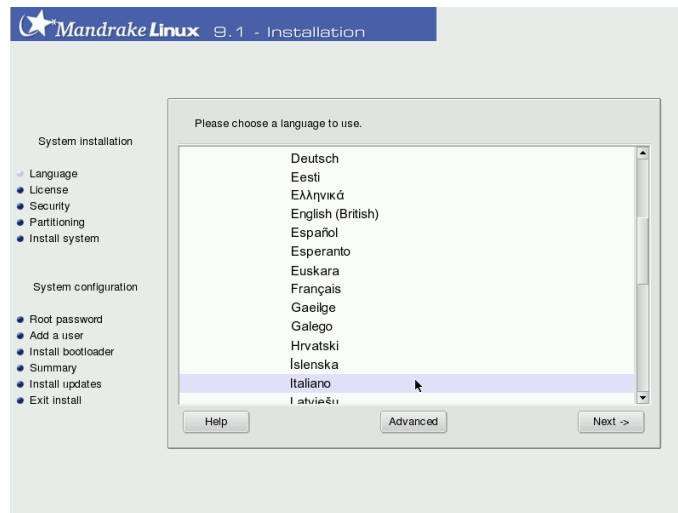 Mandrake Linux 9.1 - Installation
System installation
Language
License
Security
Partitioning
Install system
System configuration
Root password
Add a user
Install bootloader
Summary
Install updates
Exit install
Please choose a language to use.
Deutsch
Eesti
Ελληνικά
English (British)
Español
Esperanto
Euskara
Français
Gaeilge
Galego
Hrvatski
Íslenska
Italiano
Latviešu
Help
Advanced
Next ->